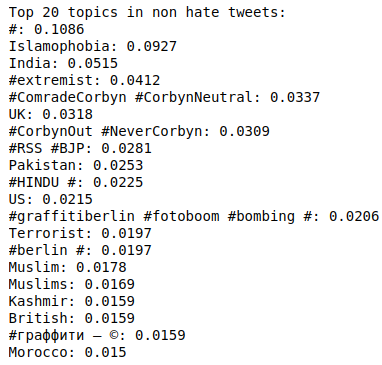 Top 20 topics in non hate tweets:
#: 0.1086
Islamophobia: 0.0927
India: 0.0515
#extremist: 0.0412
#ComradeCorbyn #CorbynNeutral: 0.0337
UK: 0.0318
#CorbynOut #NeverCorbyn: 0.0309
#RSS #BJP: 0.0281
Pakistan: 0.0253
#HINDU #: 0.0225
US: 0.0215
#graffitiberlin #fotoboom #bombing #: 0.0206
Terrorist: 0.0197
#berlin #: 0.0197
Muslim: 0.0178
Muslims: 0.0169
Kashmir: 0.0159
British: 0.0159
#граффити — ©: 0.0159
Morocco: 0.015